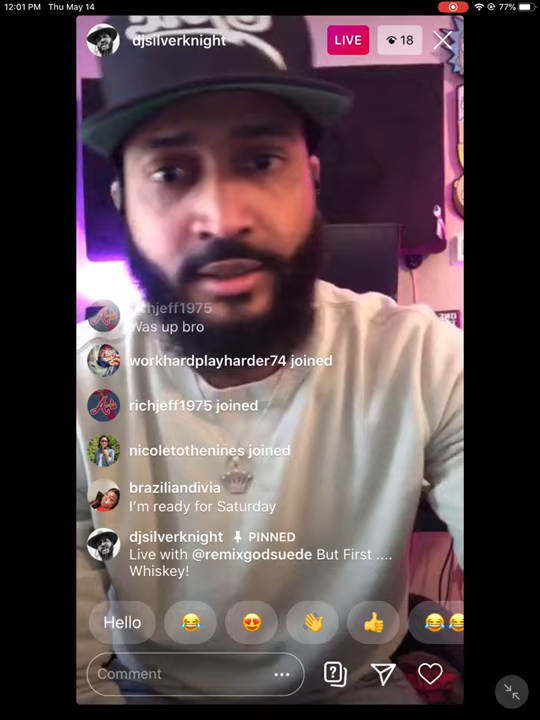 12:01 PM Thu May 14
77%
djsilverknight
LIVE
18
richjeff1975
Was up bro
workhardplayharder74 joined
richjeff1975 joined
nicoletothenines joined
braziliandivia
I'm ready for Saturday
djsilverknight PINNED
Live with @remixgodsuede But First ....
Whiskey!
Hello
Comment